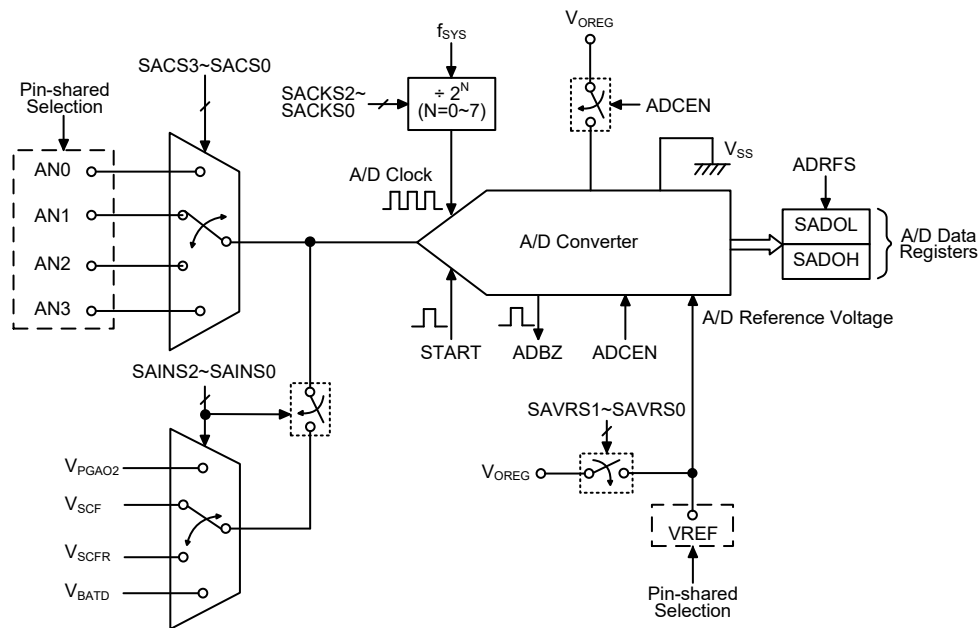 VOREG
fSYS
SACS3~SACS0
Pin-shared
Selection
SACKS2~
SACKS0
÷ 2N
(N=0~7)
ADCEN
VSS
AN0
AN1
AN2
AN3
A/D Clock
ADRFS
A/D Converter
SADOL
SADOH
A/D Data
Registers
START
ADBZ
ADCEN
A/D Reference Voltage
SAINS2~SAINS0
SAVRS1~SAVRS0
VPGAO2
VSCF
VSCFR
VBATD
VOREG
VREF
Pin-shared
Selection